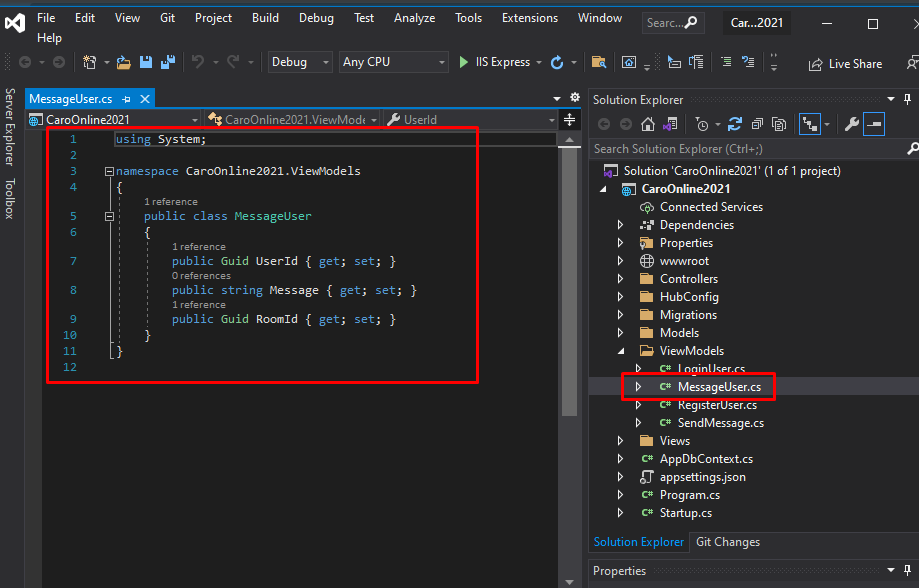 File Edit View Git Project Build Debug Test Analyze Tools Extensions Window Searc... Car...2021
Help
Debug Any CPU IIS Express Live Share
Server Explorer
Toolbox
MessageUser.cs
CaroOnline2021 CaroOnline2021.ViewMode UserId
1 using System;
2
3 namespace CaroOnline2021.ViewModels
4 {
1 reference
5 public class MessageUser
6 {
1 reference
7 public Guid UserId { get; set; }
0 references
8 public string Message { get; set; }
1 reference
9 public Guid RoomId { get; set; }
10 }
11 }
12
Solution Explorer
Search Solution Explorer (Ctrl+;)
Solution 'CaroOnline2021' (1 of 1 project)
CaroOnline2021
Connected Services
Dependencies
Properties
wwwroot
Controllers
HubConfig
Migrations
Models
ViewModels
C# LoginUser.cs
C# MessageUser.cs
C# RegisterUser.cs
C# SendMessage.cs
Views
C# AppDbContext.cs
appsettings.json
C# Program.cs
C# Startup.cs
Solution Explorer Git Changes
Properties